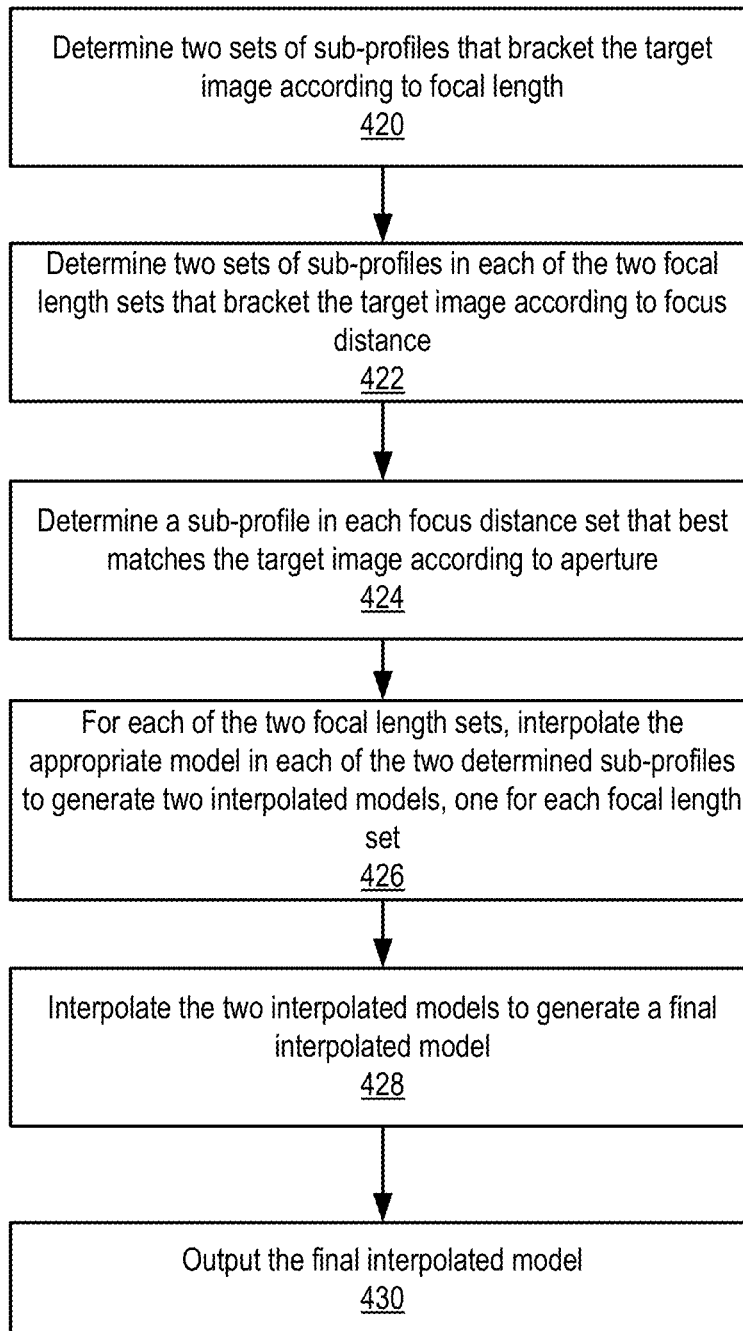 Determine two sets of sub-profiles that bracket the target
image according to focal length
420
Determine two sets of sub-profiles in each of the two focal
length sets that bracket the target image according to focus
distance
422
Determine a sub-profile in each focus distance set that best
matches the target image according to aperture
424
For each of the two focal length sets, interpolate the
appropriate model in each of the two determined sub-profiles
to generate two interpolated models, one for each focal length
set
426
Interpolate the two interpolated models to generate a final
interpolated model
428
Output the final interpolated model
430